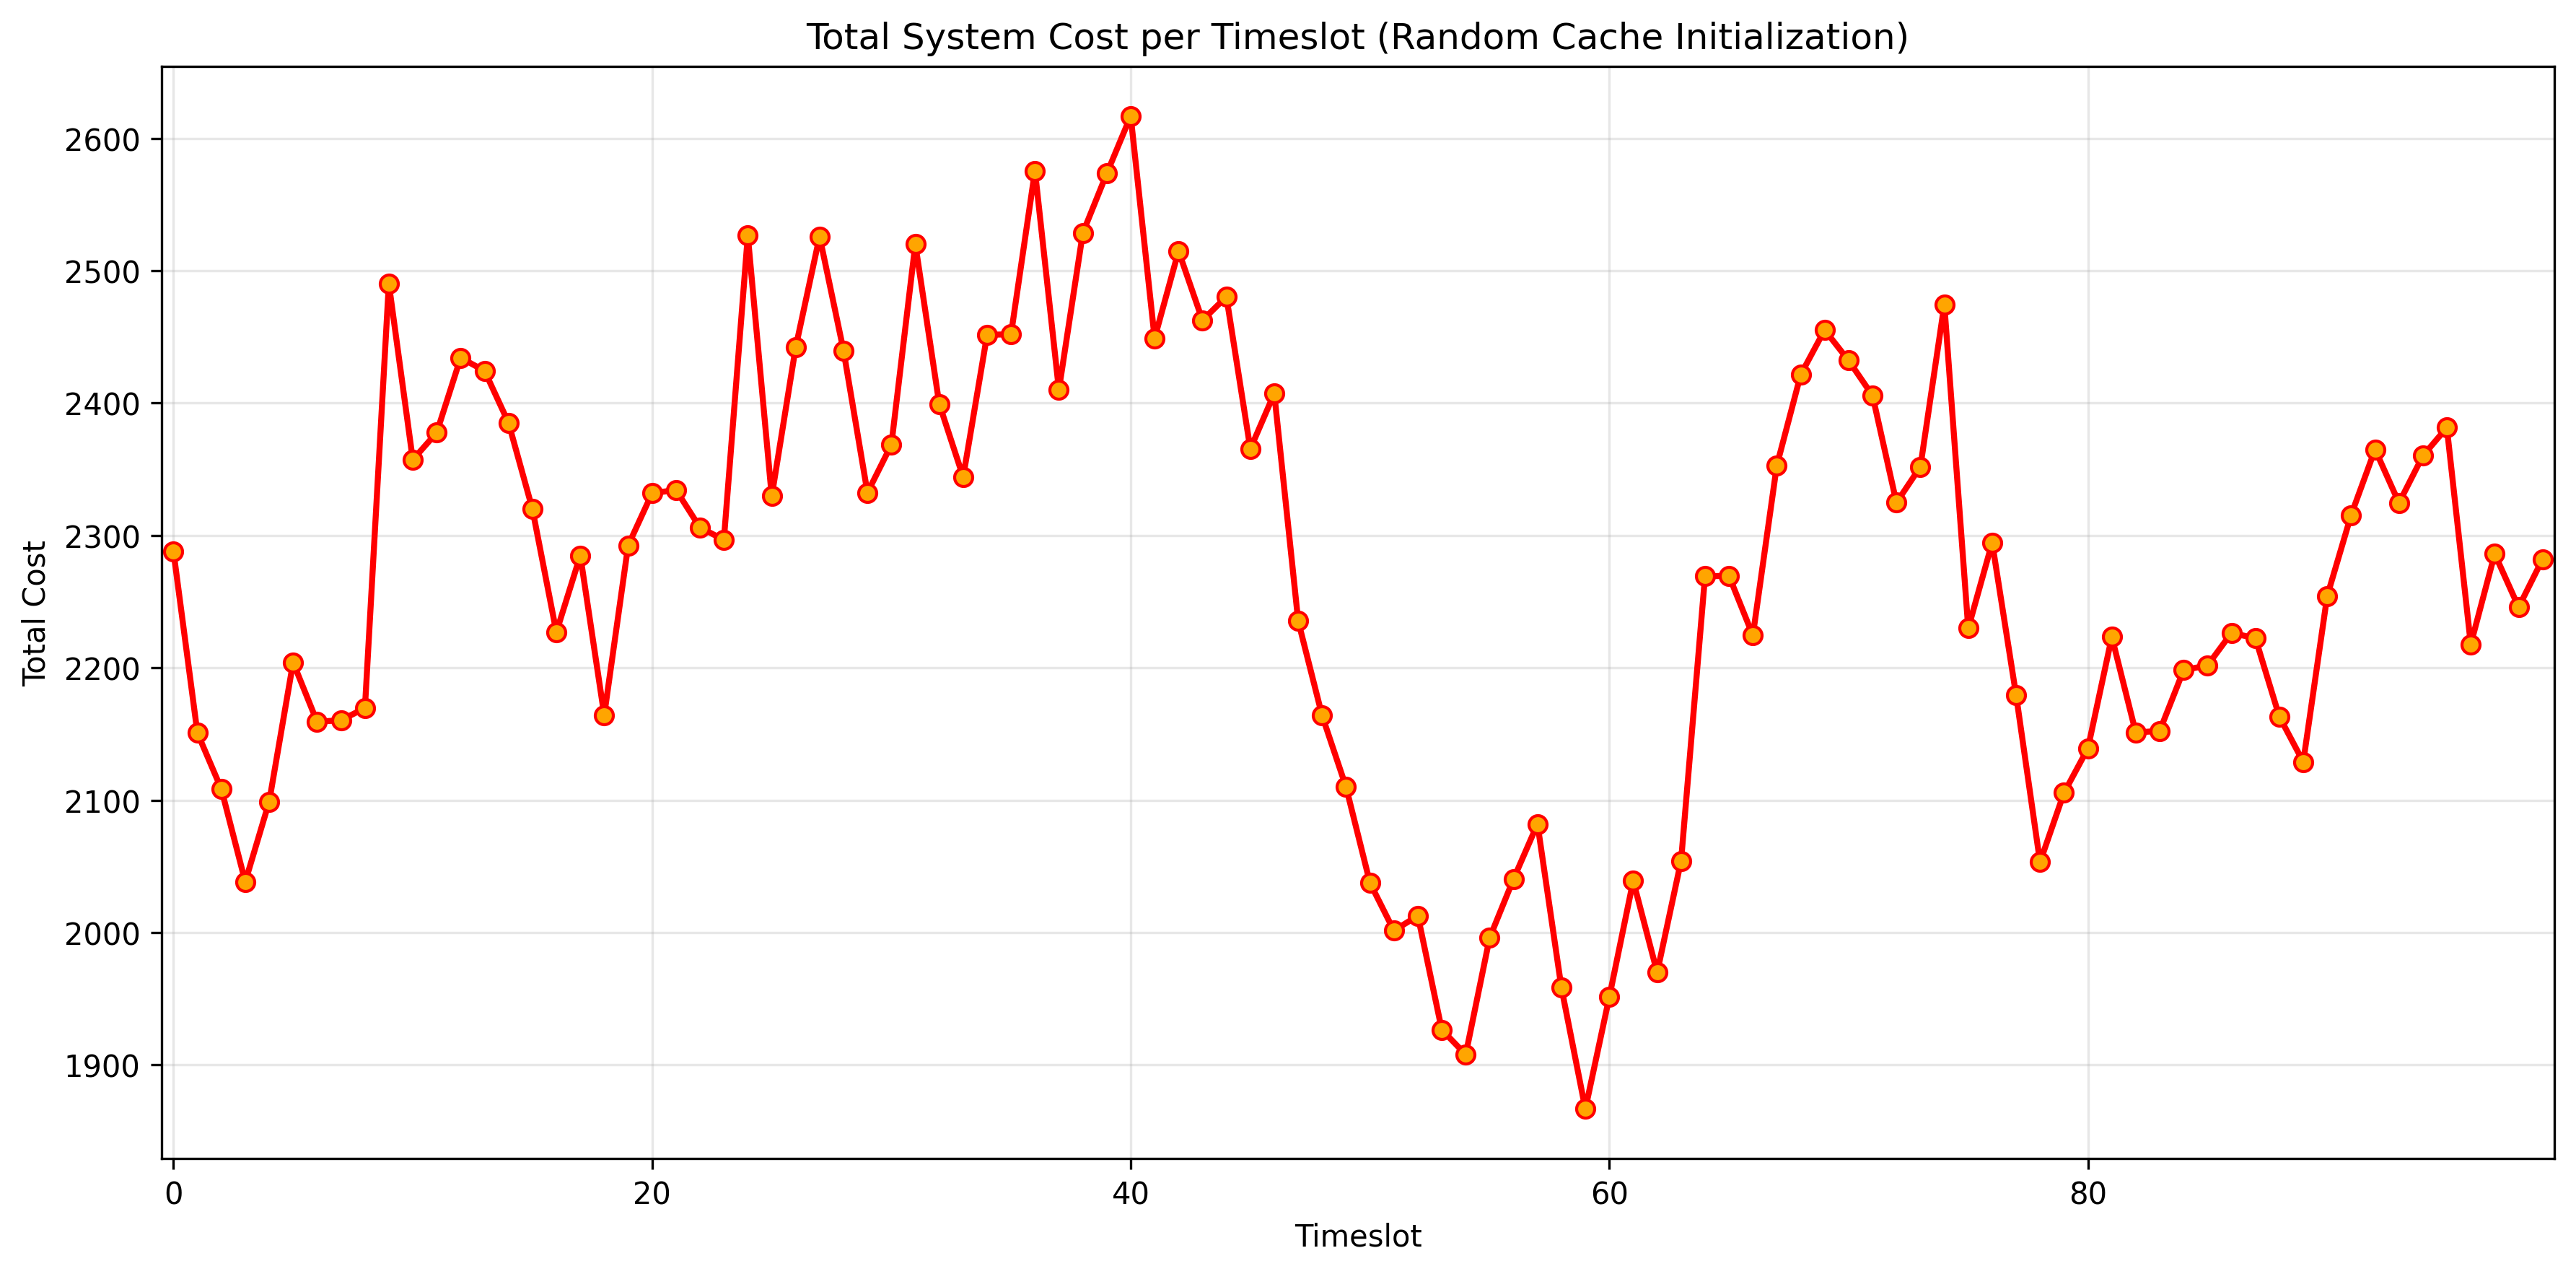 Total System Cost per Timeslot (Random Cache Initialization)
Total Cost
2600
2500
2400
2300
2200
2100
2000
1900
0 20 40 60 80
Timeslot